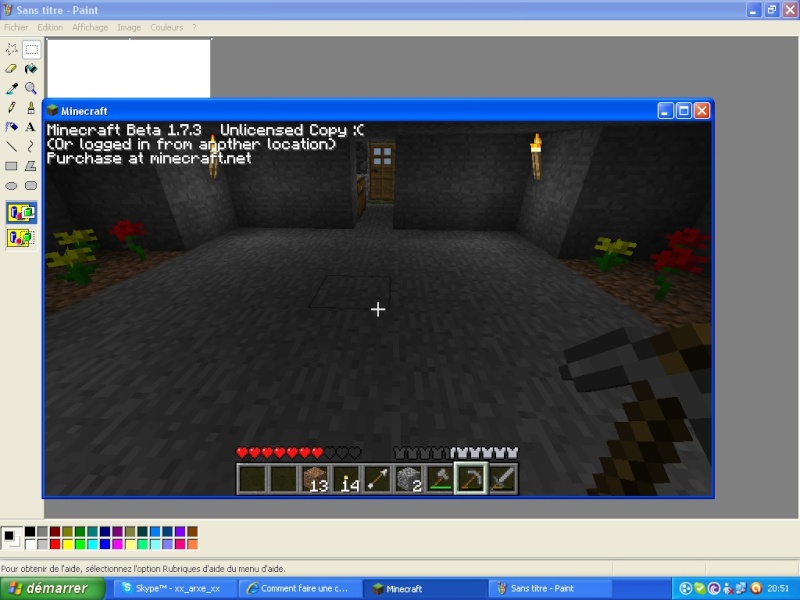 Sans titre - Paint
Fichier Edition Affichage Image Couleurs ?
A
Minecraft
Minecraft Beta 1.7.3 Unlicensed Copy :(
(Or logged in from another location)
Purchase at minecraft.net
13 14 2
Pour obtenir de l'aide, sélectionnez l'option Rubriques d'aide du menu d'aide.
démarrer Skype™ - xx_arxe_xx Comment faire une c... Minecraft Sans titre - Paint 20:51